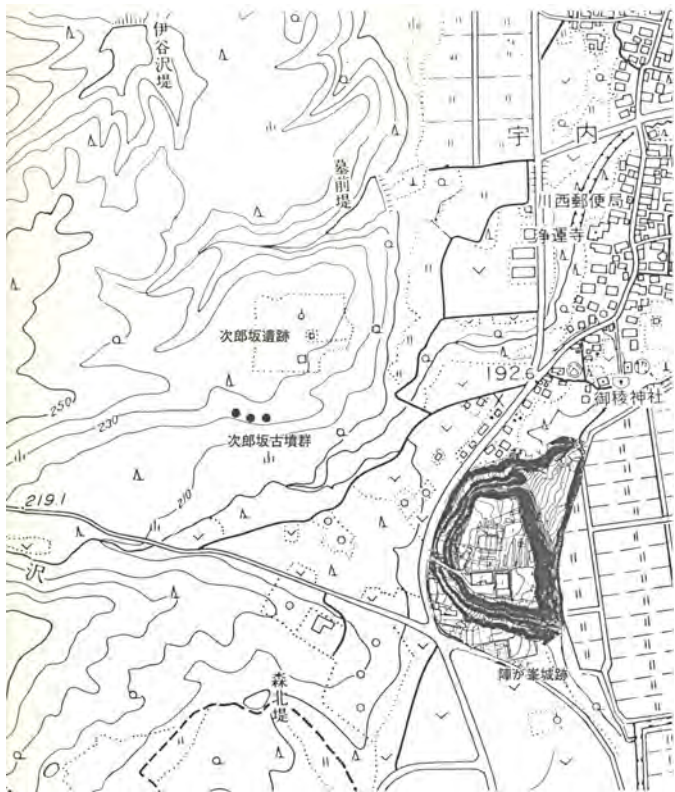 伊谷沢堤
墓前堤
宇内
川西郵便局
浄蓮寺
次郎坂遺跡
192.6
御稜神社
250
230
次郎坂古墳群
210
219.1
沢
陣が峯城跡
森北堤